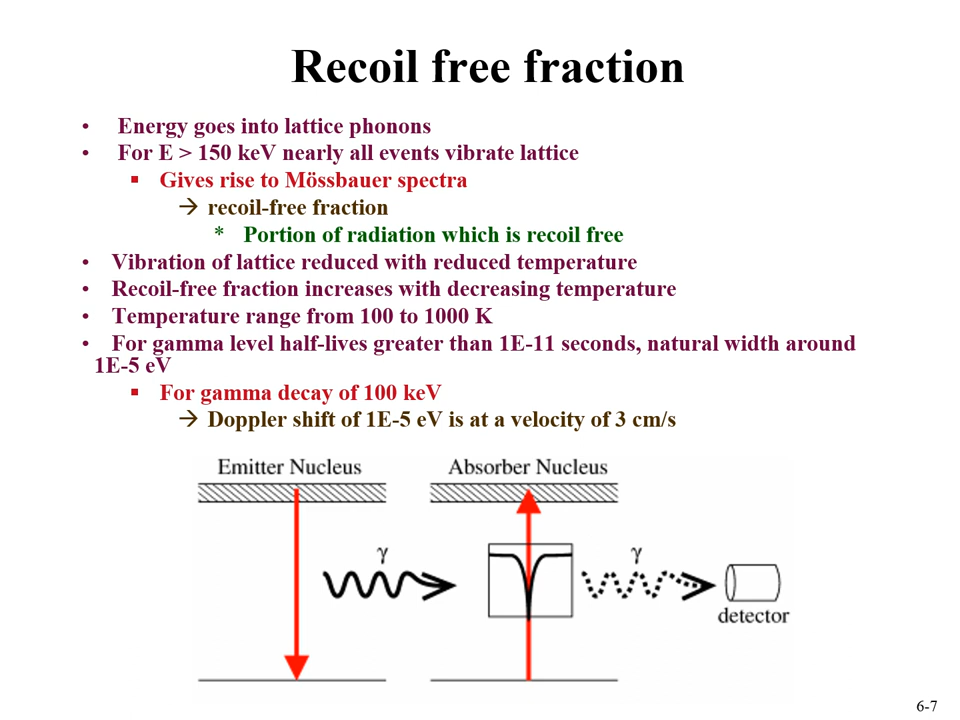 Recoil free fraction
• Energy goes into lattice phonons
• For E > 150 keV nearly all events vibrate lattice
▪ Gives rise to Mössbauer spectra
→ recoil-free fraction
* Portion of radiation which is recoil free
• Vibration of lattice reduced with reduced temperature
• Recoil-free fraction increases with decreasing temperature
• Temperature range from 100 to 1000 K
• For gamma level half-lives greater than 1E-11 seconds, natural width around
1E-5 eV
▪ For gamma decay of 100 keV
→ Doppler shift of 1E-5 eV is at a velocity of 3 cm/s
Emitter Nucleus
Absorber Nucleus
γ
γ
detector
6-7